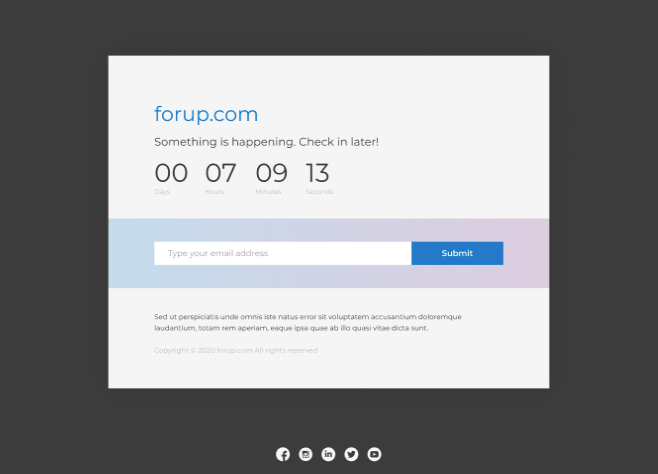 forup.com
Something is happening. Check in later!
00 07 09 13
Days Hours Minutes Seconds
Type your email address Submit
Sed ut perspiciatis unde omnis iste natus error sit voluptatem accusantium doloremque
laudantium, totam rem aperiam, eaque ipsa quae ab illo quasi vitae dicta sunt.
Copyright © 2020 forup.com All rights reserved